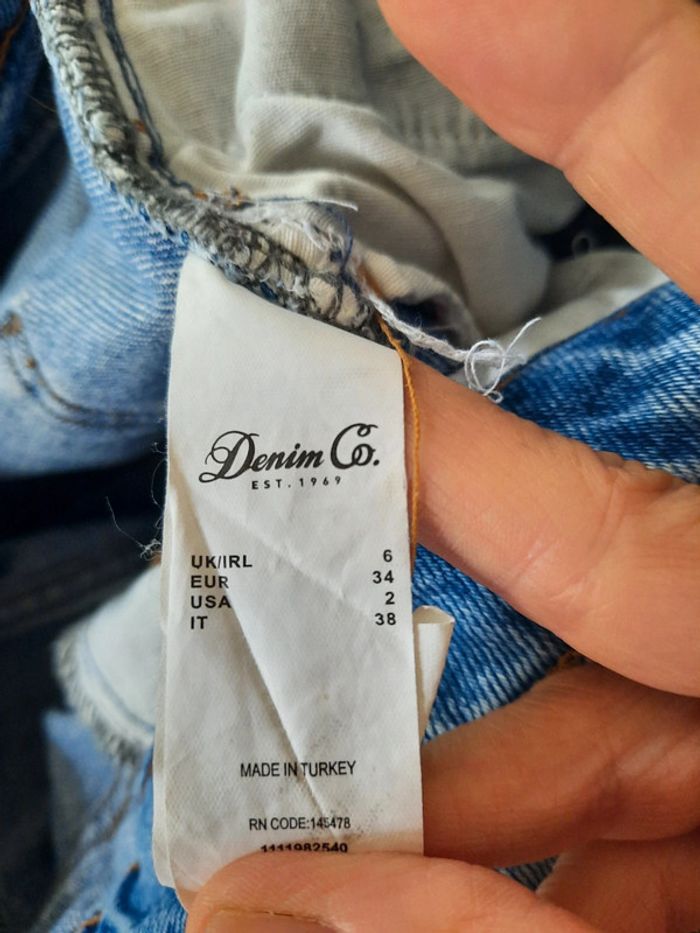 Denim Co.
EST. 1969
UK/IRL 6
EUR 34
USA 2
IT 38
MADE IN TURKEY
RN CODE:145478
1111982540